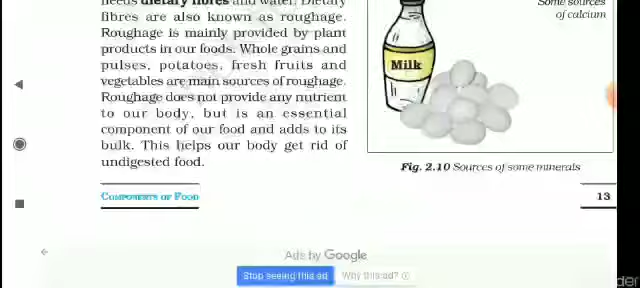 needs dietary fibres and water. Dietary
fibres are also known as roughage.
Roughage is mainly provided by plant
products in our foods. Whole grains and
pulses, potatoes, fresh fruits and
vegetables are main sources of roughage.
Roughage does not provide any nutrient
to our body, but is an essential
component of our food and adds to its
bulk. This helps our body get rid of
undigested food.
Some sources
of calcium
Milk
Fig. 2.10 Sources of some minerals
Components of Food
13
Ads by Google
Stop seeing this ad
Why this ad?
der